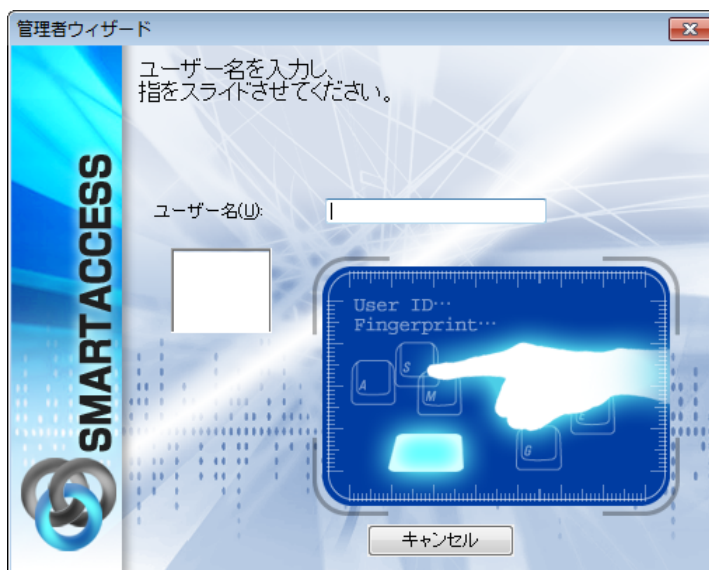 管理者ウィザード
ユーザー名を入力し、
指をスライドさせてください。
SMARTACCESS
ユーザー名(U):
User ID…
Fingerprint…
S
A
M
G
キャンセル